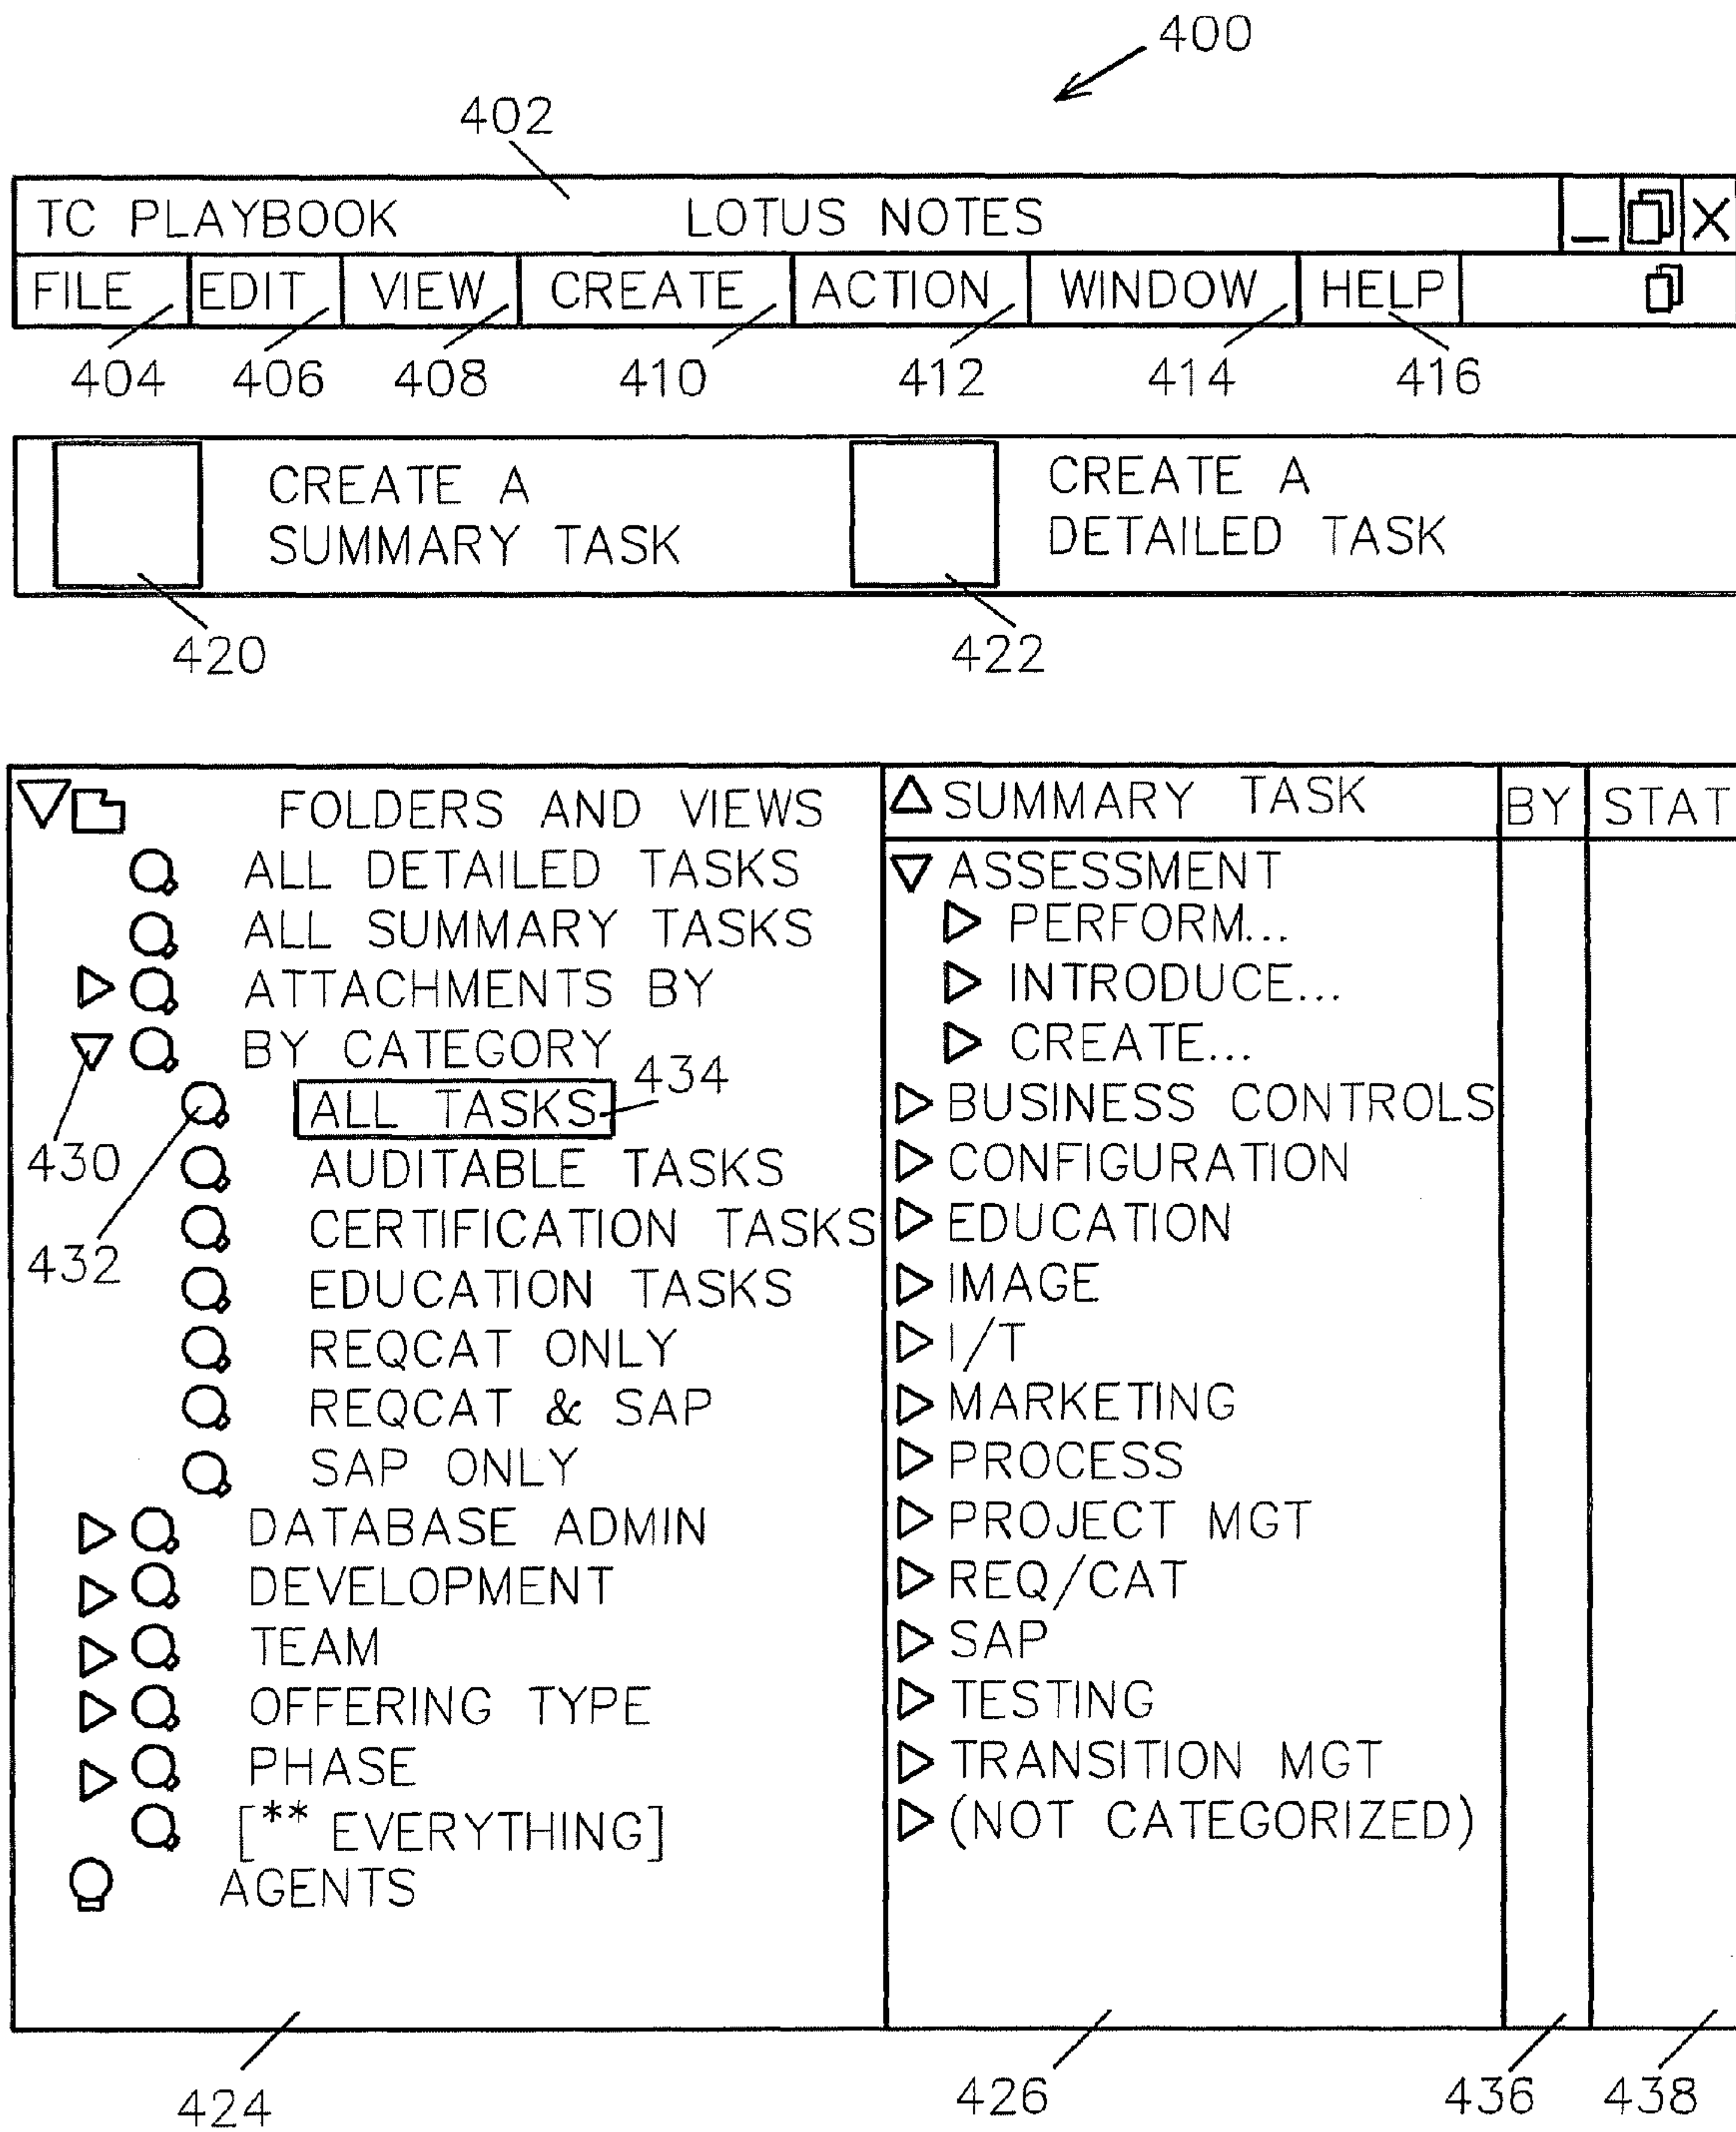 400
402
TC PLAYBOOK LOTUS NOTES
FILE EDIT VIEW CREATE ACTION WINDOW HELP
404 406 408 410 412 414 416
CREATE A
SUMMARY TASK
CREATE A
DETAILED TASK
420 422
FOLDERS AND VIEWS
ALL DETAILED TASKS
ALL SUMMARY TASKS
ATTACHMENTS BY
BY CATEGORY
ALL TASKS
434
430
AUDITABLE TASKS
CERTIFICATION TASKS
432
EDUCATION TASKS
REQCAT ONLY
REQCAT & SAP
SAP ONLY
DATABASE ADMIN
DEVELOPMENT
TEAM
OFFERING TYPE
PHASE
[** EVERYTHING]
AGENTS
SUMMARY TASK BY STAT
ASSESSMENT
PERFORM...
INTRODUCE...
CREATE...
BUSINESS CONTROLS
CONFIGURATION
EDUCATION
IMAGE
I/T
MARKETING
PROCESS
PROJECT MGT
REQ/CAT
SAP
TESTING
TRANSITION MGT
(NOT CATEGORIZED)
424 426 436 438